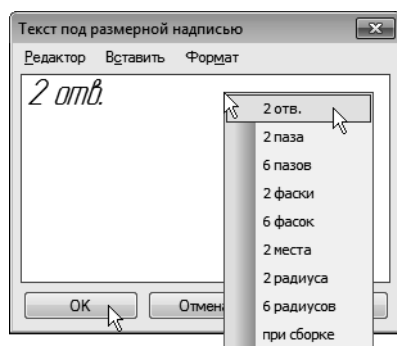 Текст под размерной надписью
Редактор Вставить Формат
2 отв.
2 отв.
2 паза
6 пазов
2 фаски
6 фасок
2 места
2 радиуса
6 радиусов
при сборке
OK Отмена